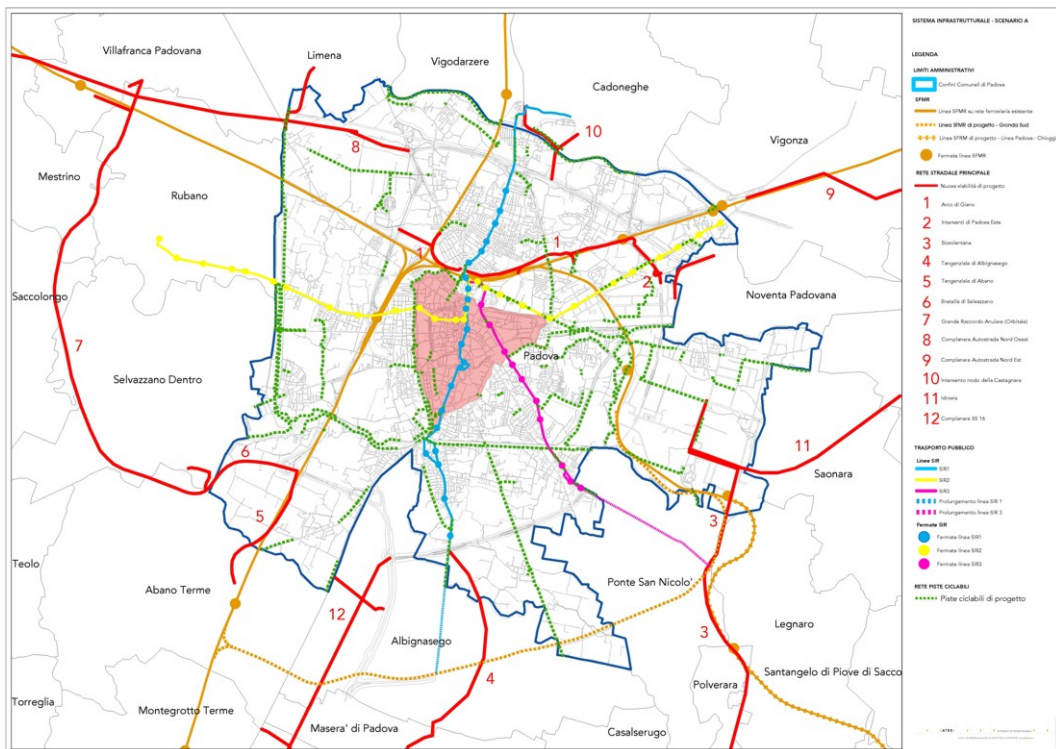 SISTEMA INFRASTRUTTURALE - SCENARIO A
LEGENDA
LIMITI AMMINISTRATIVI
Confini Comunali di Padova
SFMR
Linea SFMR su rete ferroviaria esistente
Linea SFMR di progetto - Gronda Sud
Linea SFRM di progetto - Linea Padova - Chioggi
Fermate linea SFMR
RETE STRADALE PRINCIPALE
Nuova viabilità di progetto
1 Arco di Giano
2 Interventi di Padova Este
3 Bovolentana
4 Tangenziale di Albignasego
5 Tangenziale di Abano
6 Bretella di Selvazzano
7 Grande Raccordo Anulare (Orbitale)
8 Complanare Autostrada Nord Ovest
9 Complanare Autostrada Nord Est
10 Intervento nodo della Castagnara
11 Idrovia
12 Complanare SS 16
TRASPORTO PUBBLICO
Linee SIR
SIR1
SIR2
SIR3
Prolungamento linea SIR 1
Prolungamento linea SIR 3
Fermate SIR
Fermate linea SIR1
Fermate linea SIR2
Fermate linea SIR3
RETE PISTE CICLABILI
Piste ciclabili di progetto
Villafranca Padovana
Limena
Vigodarzere
Cadoneghe
10
8
Vigonza
Mestrino
Rubano
9
1
1
2
Saccolongo
Noventa Padovana
7
Padova
Selvazzano Dentro
6
11
Saonara
5
3
Teolo
Abano Terme
Ponte San Nicolo'
12
Albignasego
3
Legnaro
4
Santangelo di Piove di Sacco
Polverara
Torreglia
Montegrotto Terme
Masera' di Padova
Casalserugo